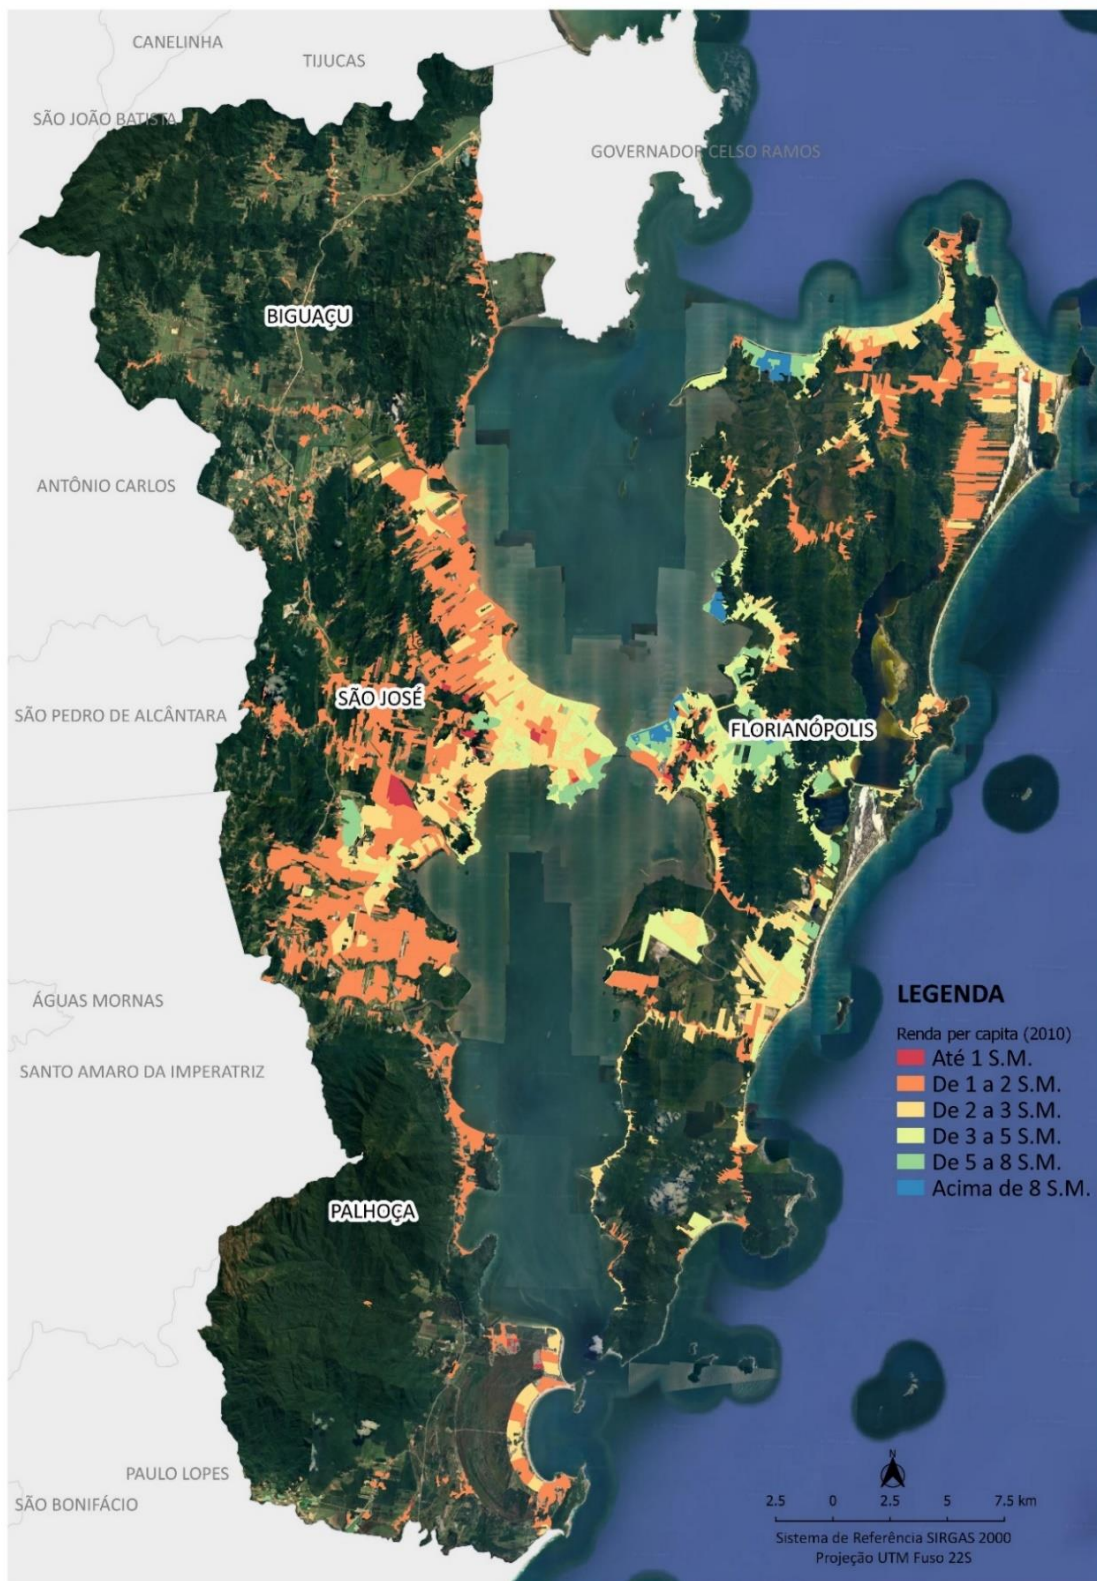 CANELINHA
TIJUCAS
SÃO JOÃO BATISTA
GOVERNADOR CELSO RAMOS
BIGUAÇU
ANTÔNIO CARLOS
SÃO JOSÉ
SÃO PEDRO DE ALCÂNTARA
FLORIANÓPOLIS
ÁGUAS MORNAS
SANTO AMARO DA IMPERATRIZ
PALHOÇA
PAULO LOPES
SÃO BONIFÁCIO
LEGENDA
Renda per capita (2010)
Até 1 S.M.
De 1 a 2 S.M.
De 2 a 3 S.M.
De 3 a 5 S.M.
De 5 a 8 S.M.
Acima de 8 S.M.
N
2.5 0 2.5 5 7.5 km
Sistema de Referência SIRGAS 2000
Projeção UTM Fuso 22S